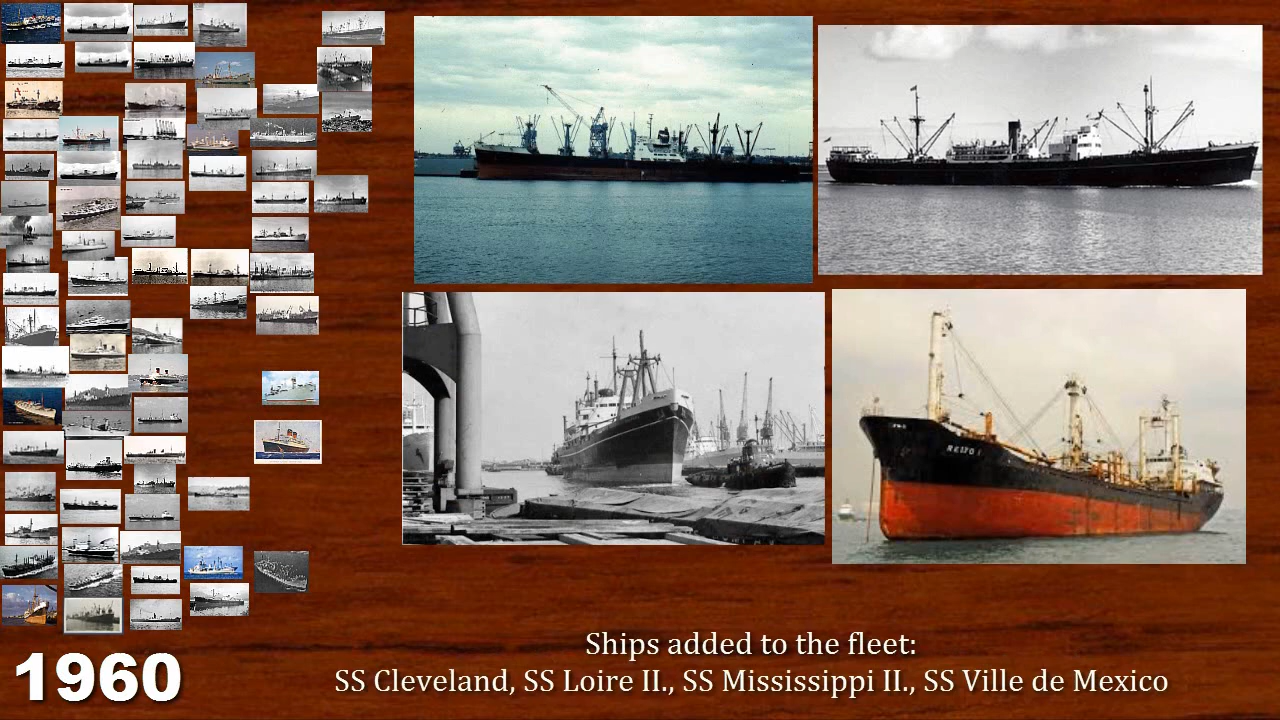 Ships added to the fleet:
SS Cleveland, SS Loire II., SS Mississippi II., SS Ville de Mexico
1960